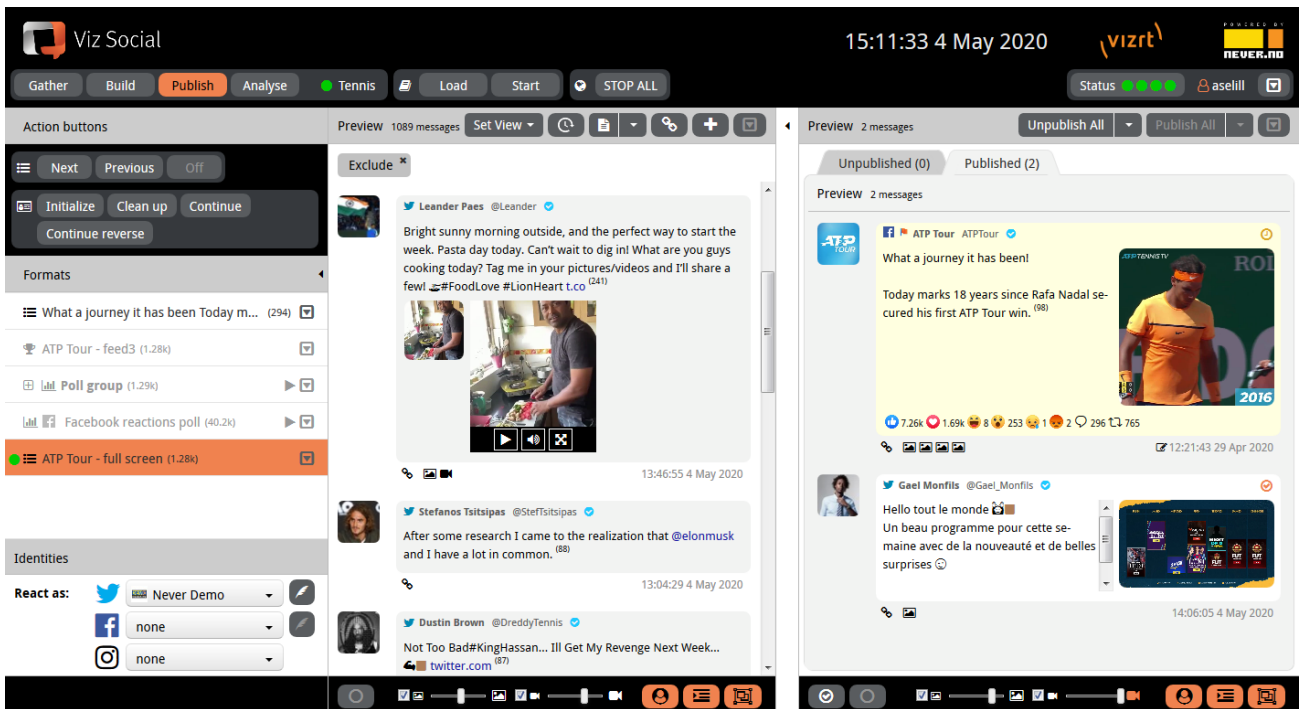 Viz Social
15:11:33 4 May 2020
vizrt
POWERED BY
NEVER.NO
Gather Build Publish Analyse Tennis Load Start STOP ALL
Status aselill
Action buttons
Next Previous Off
Initialize Clean up Continue
Continue reverse
Formats
What a journey it has been Today m... (294)
ATP Tour - feed3 (1.28k)
Poll group (1.29k)
Facebook reactions poll (40.2k)
ATP Tour - full screen (1.28k)
Identities
React as: Never Demo
none
none
Preview 1089 messages Set View
Exclude ×
Leander Paes @Leander
Bright sunny morning outside, and the perfect way to start the
week. Pasta day today. Can't wait to dig in! What are you guys
cooking today? Tag me in your pictures/videos and I'll share a
few! 🍝#FoodLove #LionHeart t.co (241)
13:46:55 4 May 2020
Stefanos Tsitsipas @StefTsitsipas
After some research I came to the realization that @elonmusk
and I have a lot in common. (88)
13:04:29 4 May 2020
Dustin Brown @DreddyTennis
Not Too Bad#KingHassan... Ill Get My Revenge Next Week...
twitter.com (87)
Preview 2 messages Unpublish All Publish All
Unpublished (0) Published (2)
Preview 2 messages
ATP TOUR
ATP Tour ATPTour
What a journey it has been!
Today marks 18 years since Rafa Nadal se-
cured his first ATP Tour win. (98)
ATP TENNISTV
ROL
2016
7.26k 1.69k 8 253 1 2 296 765
12:21:43 29 Apr 2020
Gael Monfils @Gael_Monfils
Hello tout le monde
Un beau programme pour cette se-
maine avec de la nouveauté et de belles
surprises
14:06:05 4 May 2020